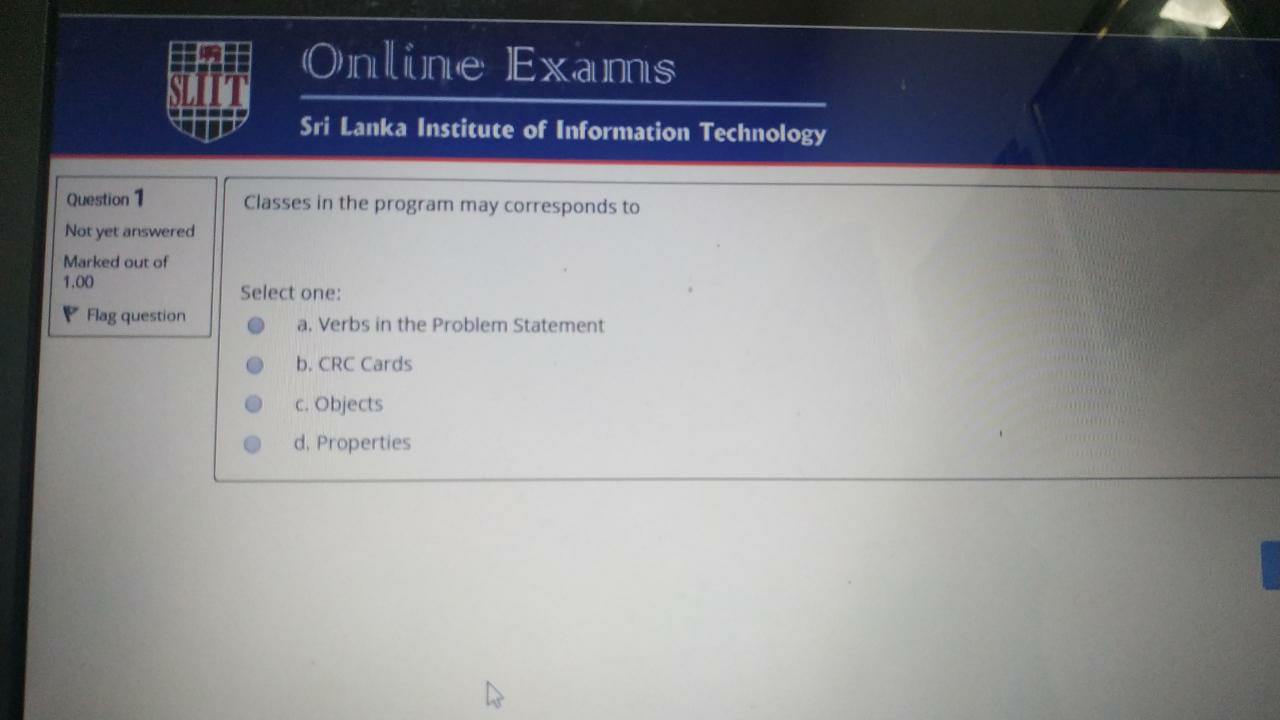 SLIIT
Online Exams
Sri Lanka Institute of Information Technology
Question 1
Not yet answered
Marked out of
1.00
Flag question
Classes in the program may corresponds to
Select one:
a. Verbs in the Problem Statement
b. CRC Cards
c. Objects
d. Properties